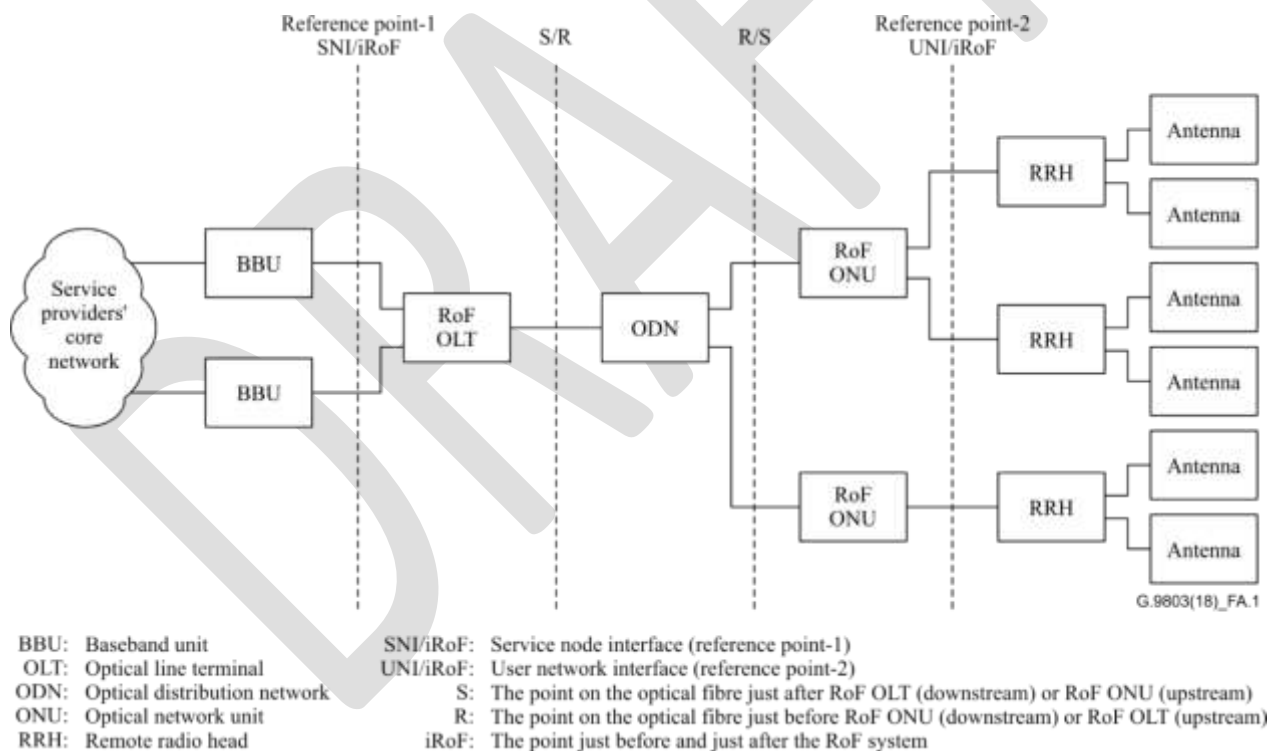 Reference point-1
SNI/iRoF
S/R
R/S
Reference point-2
UNI/iRoF
Service
providers'
core
network
BBU
BBU
RoF
OLT
ODN
RoF
ONU
RoF
ONU
RRH
RRH
RRH
Antenna
Antenna
Antenna
Antenna
Antenna
Antenna
G.9803(18)_FA.1
BBU: Baseband unit
OLT: Optical line terminal
ODN: Optical distribution network
ONU: Optical network unit
RRH: Remote radio head
SNI/iRoF: Service node interface (reference point-1)
UNI/iRoF: User network interface (reference point-2)
S: The point on the optical fibre just after RoF OLT (downstream) or RoF ONU (upstream)
R: The point on the optical fibre just before RoF ONU (downstream) or RoF OLT (upstream)
iRoF: The point just before and just after the RoF system
DRAF